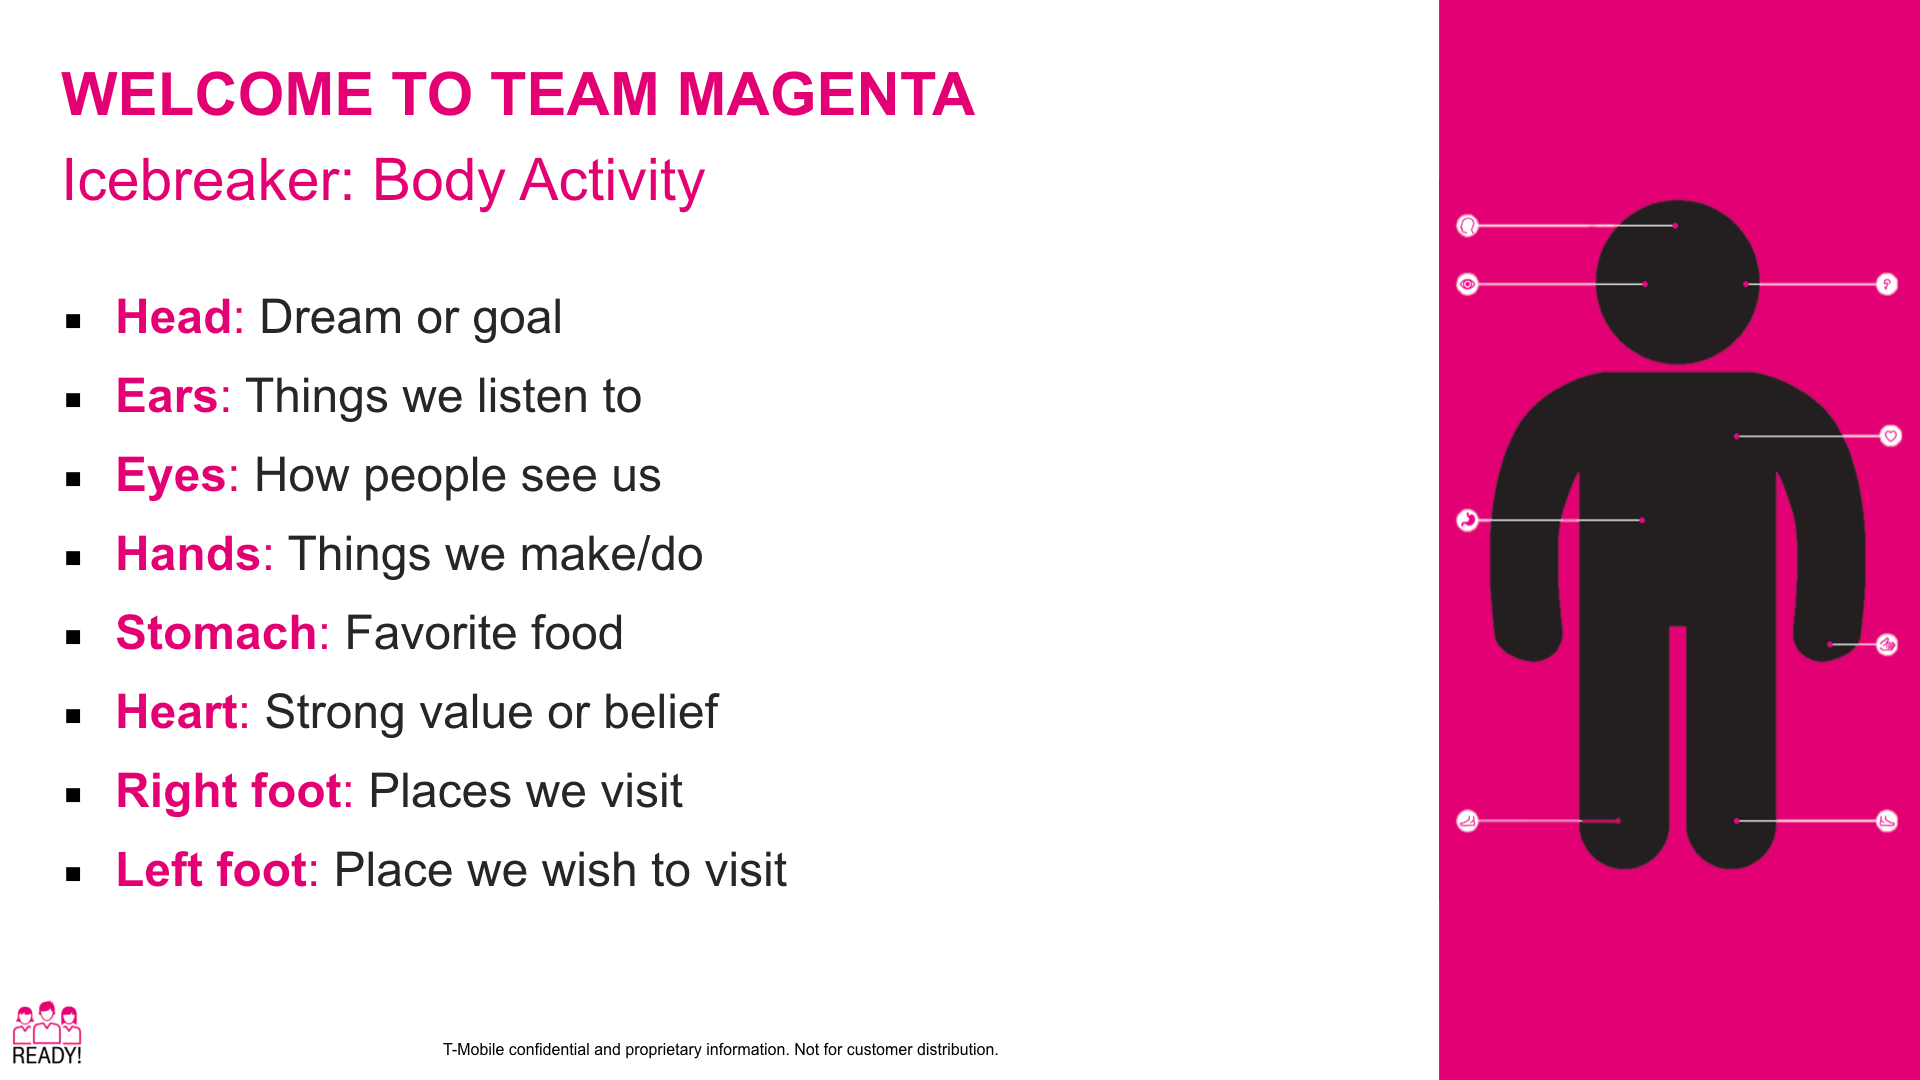 WELCOME TO TEAM MAGENTA
Icebreaker: Body Activity
▪ Head: Dream or goal
▪ Ears: Things we listen to
▪ Eyes: How people see us
▪ Hands: Things we make/do
▪ Stomach: Favorite food
▪ Heart: Strong value or belief
▪ Right foot: Places we visit
▪ Left foot: Place we wish to visit
READY!
T-Mobile confidential and proprietary information. Not for customer distribution.